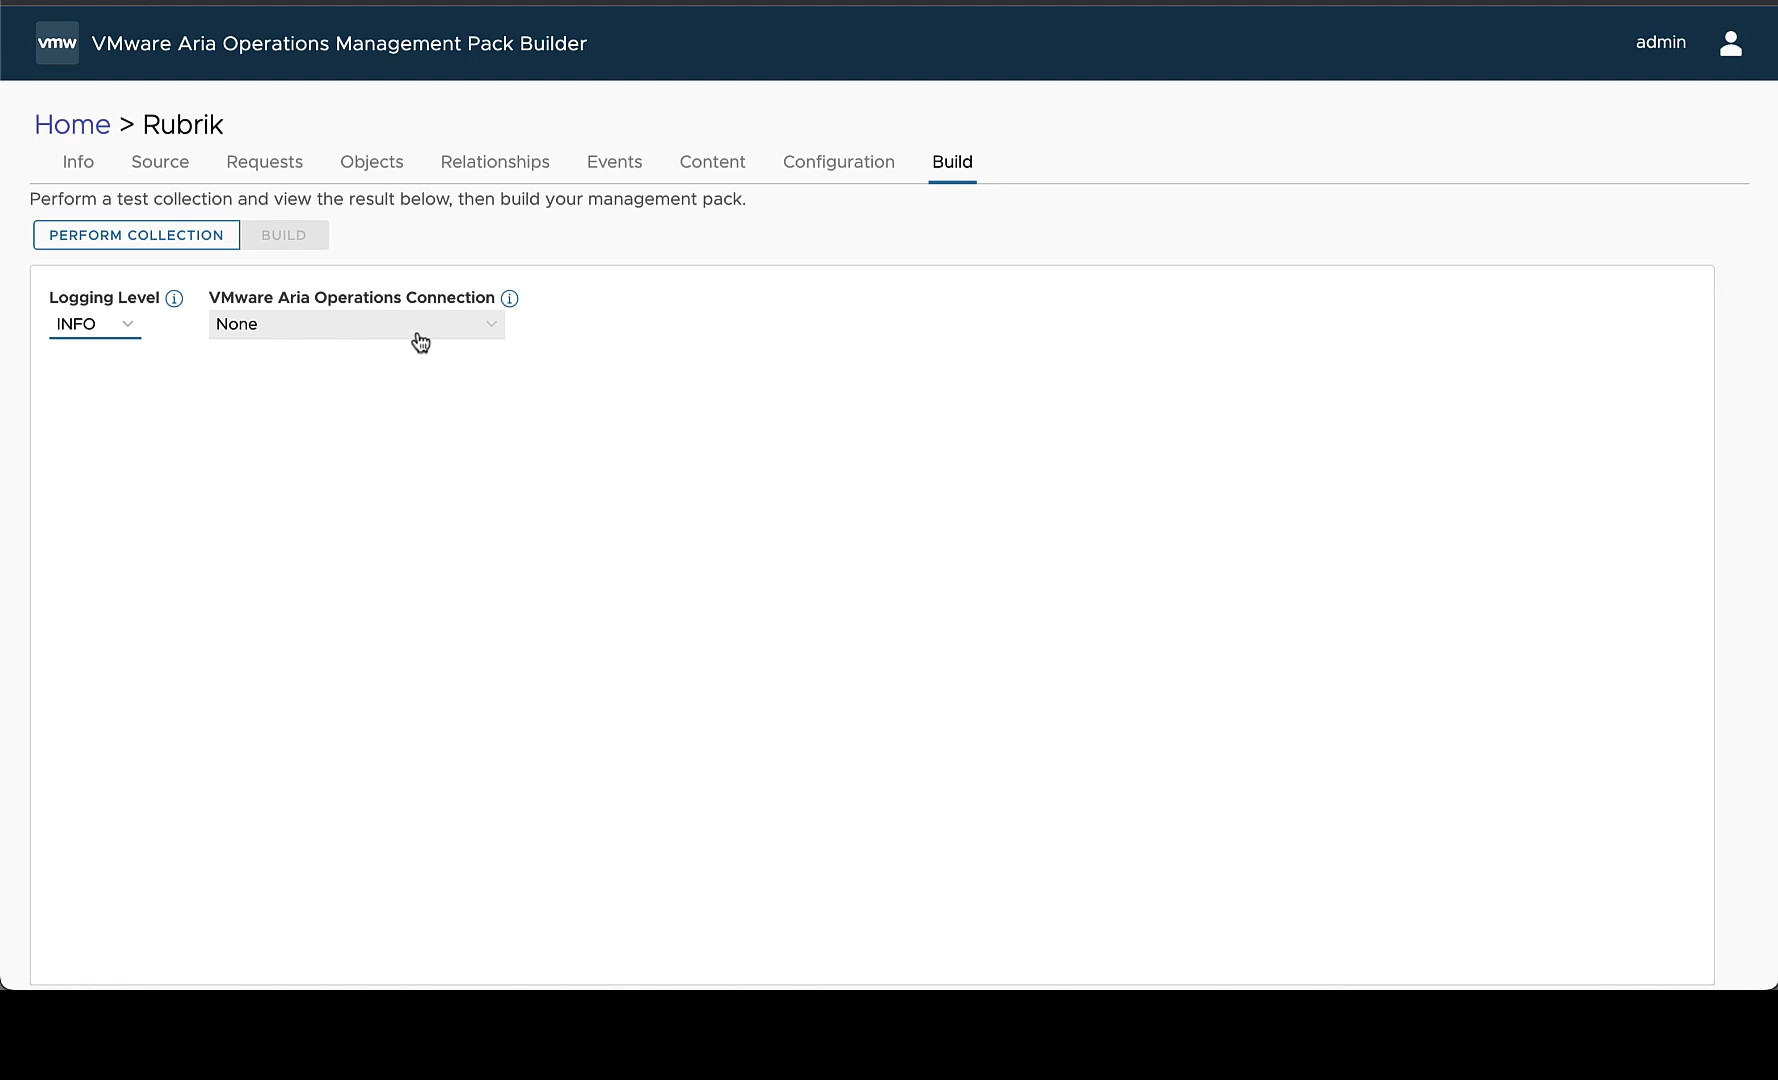 vmw VMware Aria Operations Management Pack Builder admin
Home > Rubrik
Info Source Requests Objects Relationships Events Content Configuration Build
Perform a test collection and view the result below, then build your management pack.
PERFORM COLLECTION BUILD
Logging Level VMware Aria Operations Connection
INFO None